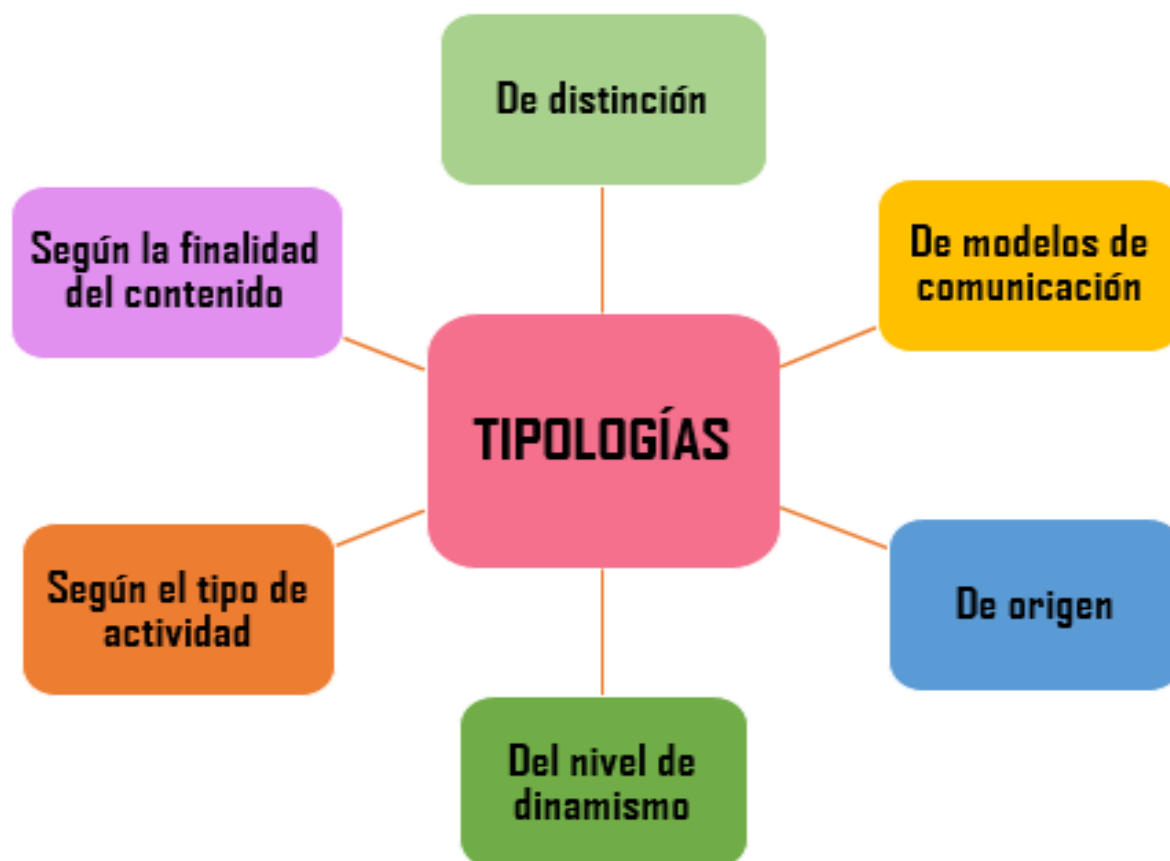 De distinción
De modelos de
comunicación
De origen
Del nivel de
dinamismo
Según el tipo de
actividad
Según la finalidad
del contenido
TIPOLOGÍAS